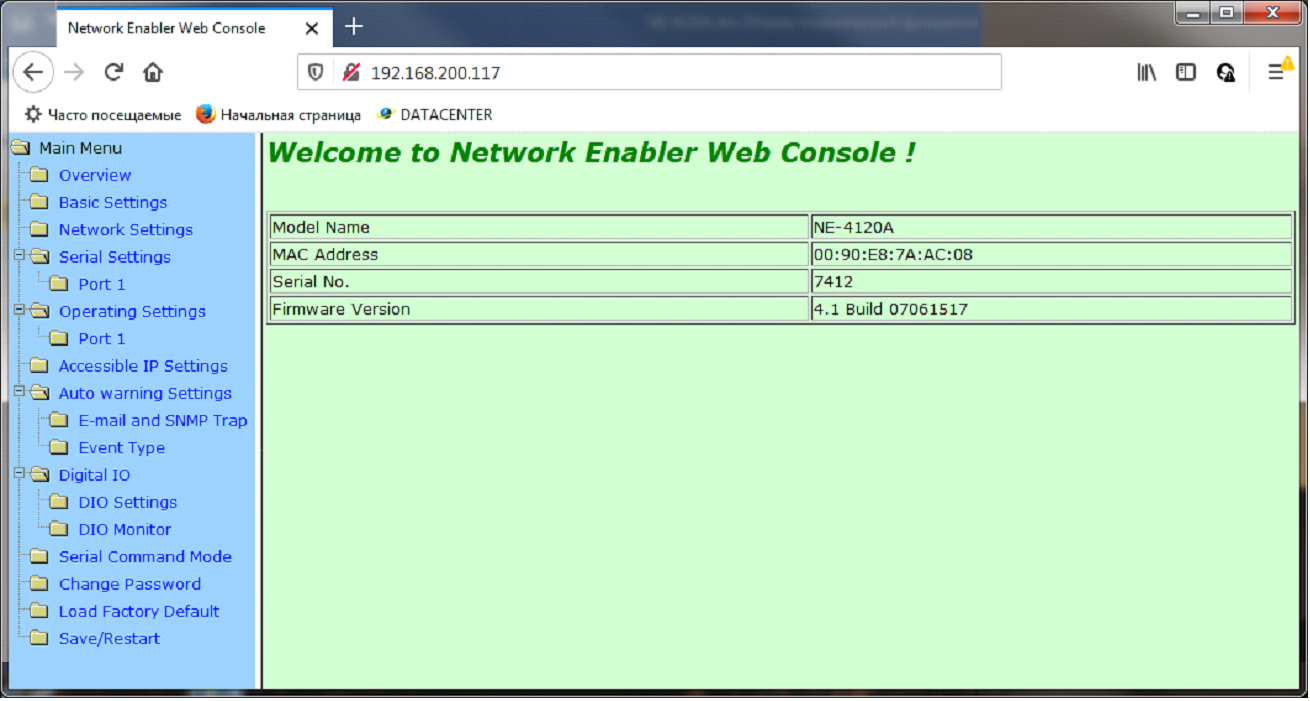 Network Enabler Web Console
192.168.200.117
Часто посещаемые Начальная страница DATACENTER
Main Menu
Overview
Basic Settings
Network Settings
Serial Settings
Port 1
Operating Settings
Port 1
Accessible IP Settings
Auto warning Settings
E-mail and SNMP Trap
Event Type
Digital IO
DIO Settings
DIO Monitor
Serial Command Mode
Change Password
Load Factory Default
Save/Restart
Welcome to Network Enabler Web Console !
Model Name NE-4120A
MAC Address 00:90:E8:7A:AC:08
Serial No. 7412
Firmware Version 4.1 Build 07061517